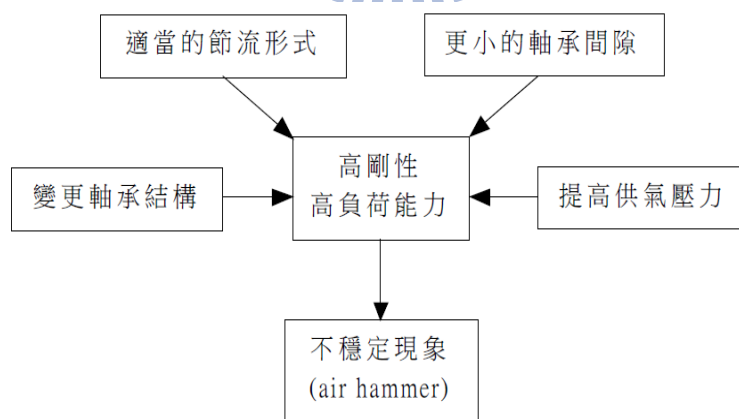 適當的節流形式
更小的軸承間隙
高剛性
高負荷能力
變更軸承結構
提高供氣壓力
不穩定現象
(air hammer)